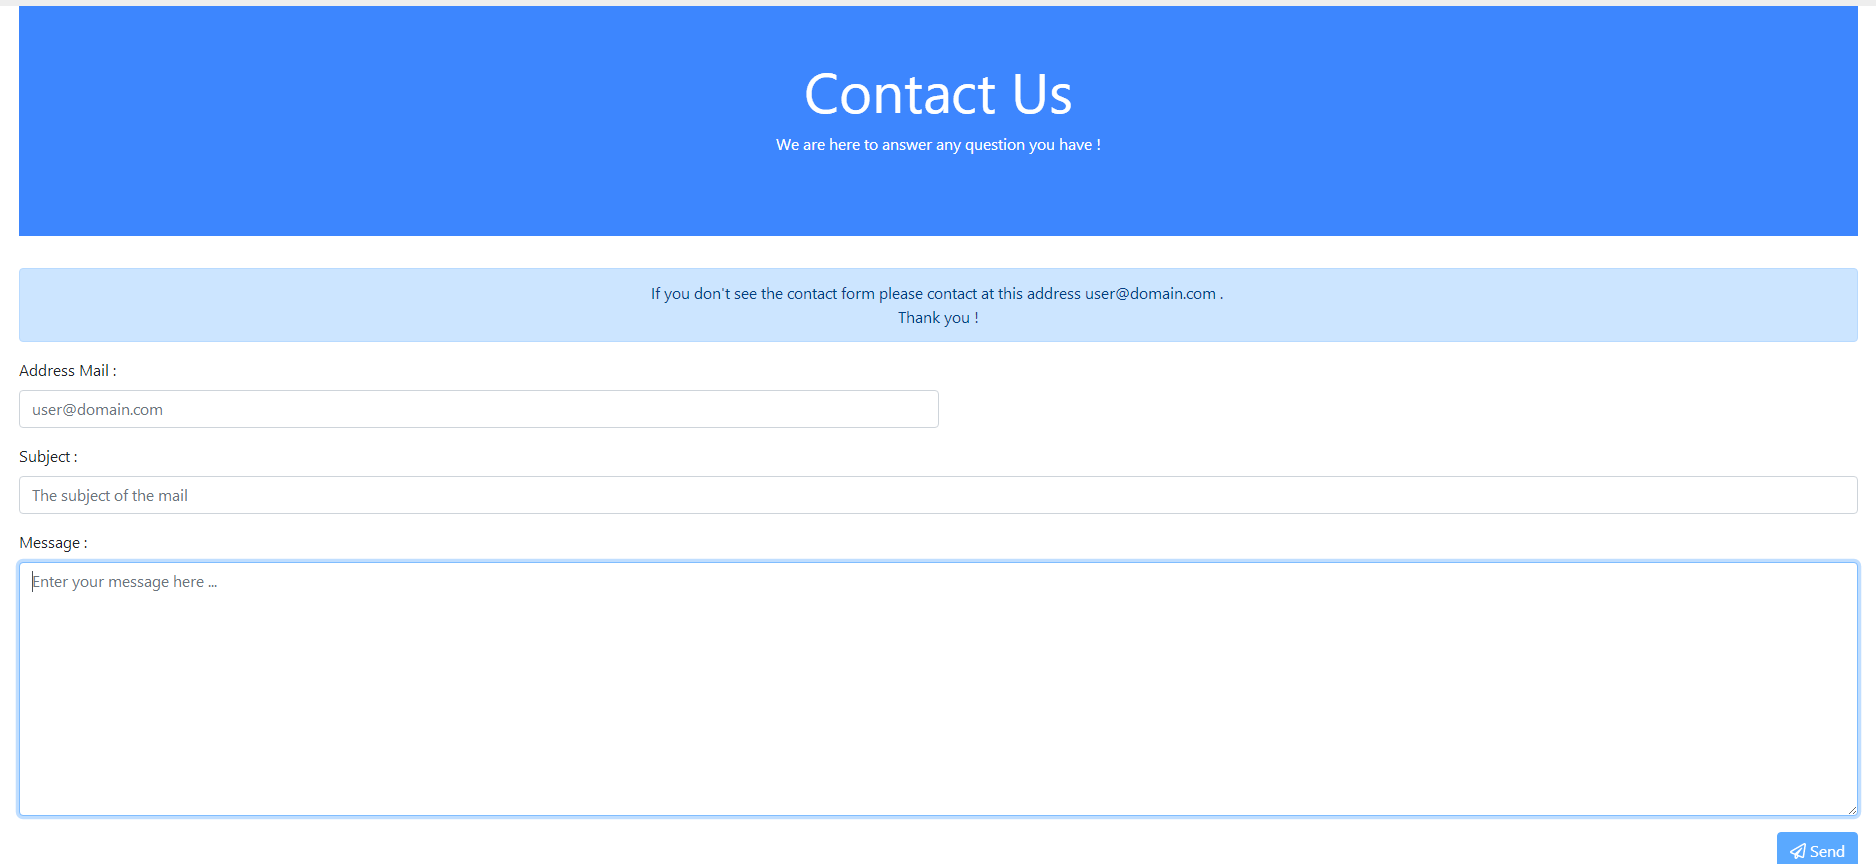 Contact Us
We are here to answer any question you have !
If you don't see the contact form please contact at this address user@domain.com .
Thank you !
Address Mail :
user@domain.com
Subject :
The subject of the mail
Message :
Enter your message here ...
Send